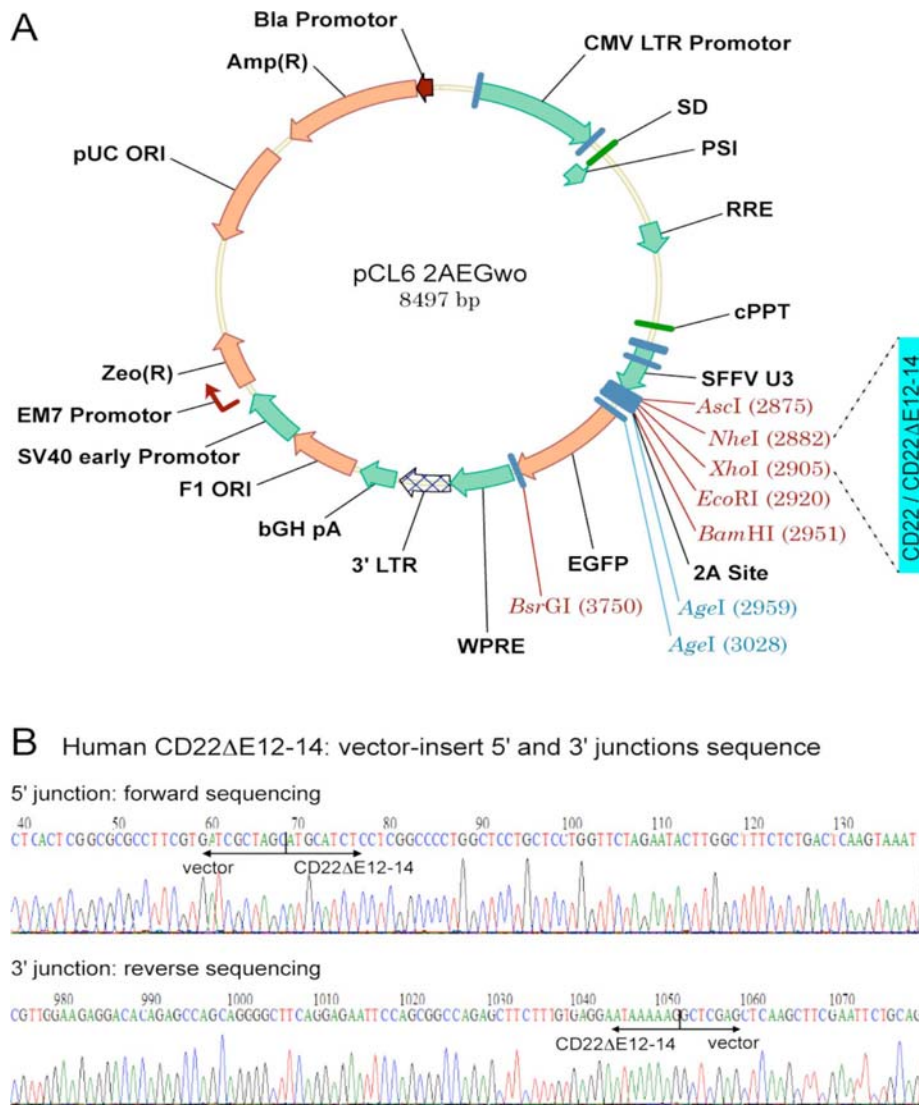 A
Bla Promotor
CMV LTR Promotor
Amp(R)
SD
PSI
pUC ORI
RRE
pCL6 2AEGwo
8497 bp
cPPT
Zeo(R)
SFFV U3
AscI (2875)
EM7 Promotor
NheI (2882)
SV40 early Promotor
XhoI (2905)
F1 ORI
EcoRI (2920)
bGH pA
BamHI (2951)
3' LTR
EGFP
2A Site
BsrGI (3750)
AgeI (2959)
WPRE
AgeI (3028)
CD22 / CD22ΔE12-14
B Human CD22ΔE12-14: vector-insert 5' and 3' junctions sequence
5' junction: forward sequencing
40 50 60 70 80 90 100 110 120 130
CTCACTCGGCGCGCCTTCGTGATCGCTAGCATGCATCTCCTCGGCCCCTGGCTCCTGCTCCTGGTTCTAGAATACTTGGCTTTCTCTGACTCAAGTAAAT
vector CD22ΔE12-14
3' junction: reverse sequencing
980 990 1000 1010 1020 1030 1040 1050 1060 1070
CGTTGGAAGAGGACACAGAGCCAGCAGGGGCTTCAGGAGAATTCCAGCGGCCAGAGCTTCTTTGTGAGGAATAAAAAGGCTCGAGCTCAAGCTTCGAATTCTGCAG
CD22ΔE12-14 vector